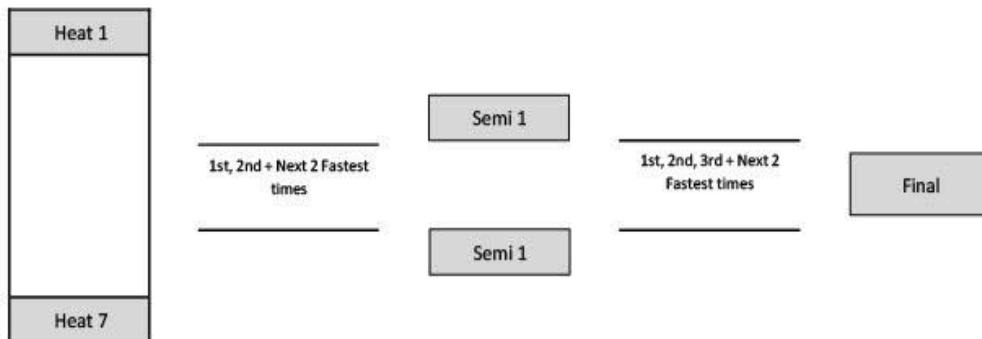 Heat 1
Heat 7
1st, 2nd + Next 2 Fastest
times
Semi 1
Semi 1
1st, 2nd, 3rd + Next 2
Fastest times
Final